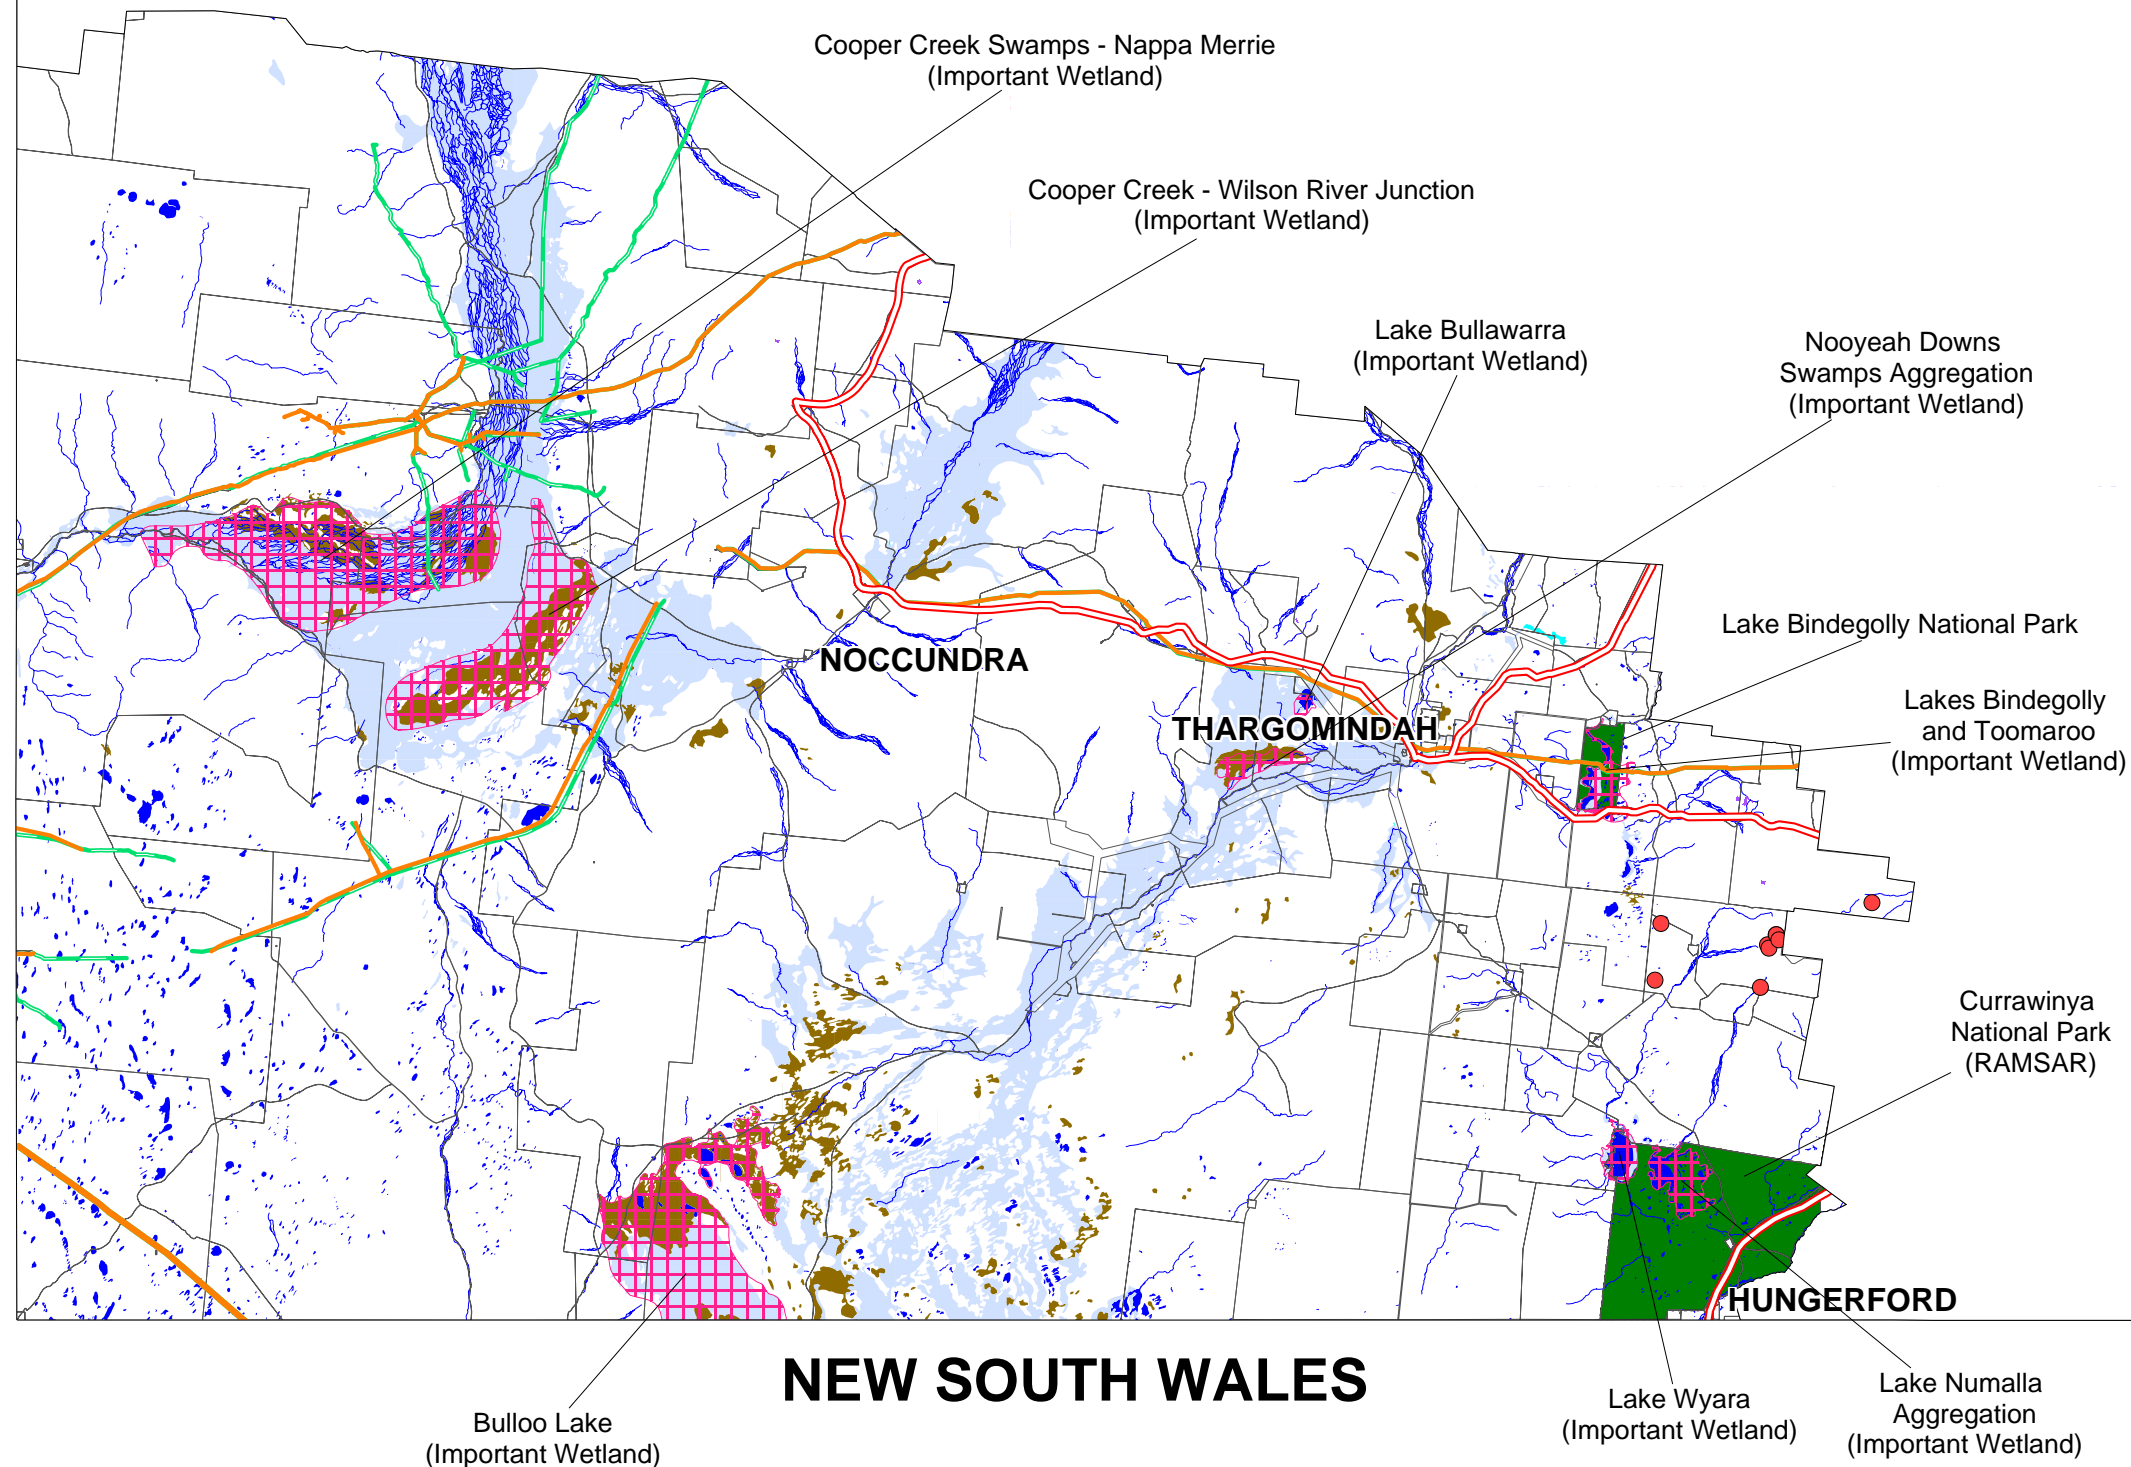 Cooper Creek Swamps - Nappa Merrie
(Important Wetland)
Cooper Creek - Wilson River Junction
(Important Wetland)
Lake Bullawarra
(Important Wetland)
Nooyeah Downs
Swamps Aggregation
(Important Wetland)
Lake Bindegolly National Park
NOCCUNDRA
Lakes Bindegolly
and Toomaroo
(Important Wetland)
THARGOMINDAH
Currawinya
National Park
(RAMSAR)
HUNGERFORD
NEW SOUTH WALES
Bulloo Lake
(Important Wetland)
Lake Wyara
(Important Wetland)
Lake Numalla
Aggregation
(Important Wetland)